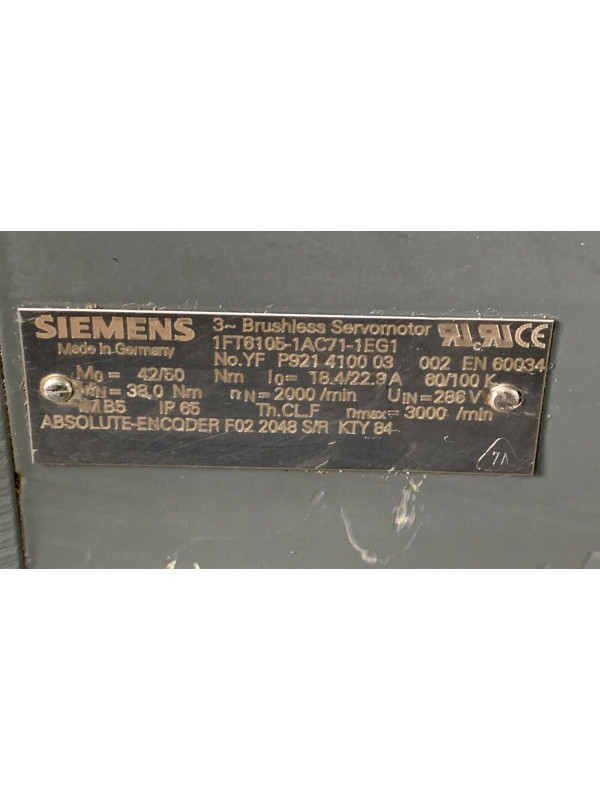 SIEMENS 3~ Brushless Servomotor
Made in Germany 1FT6105-1AC71-1EG1
No.YF P921 4100 03 002 EN 60034
M0 = 42/50 Nm I0= 18.4/22.9 A 60/100 K
MN= 38.0 Nm nN= 2000 /min UIN= 286 V
IM B5 IP 65 Th.CL.F nmax= 3000 /min
ABSOLUTE-ENCODER F02 2048 S/R KTY 84